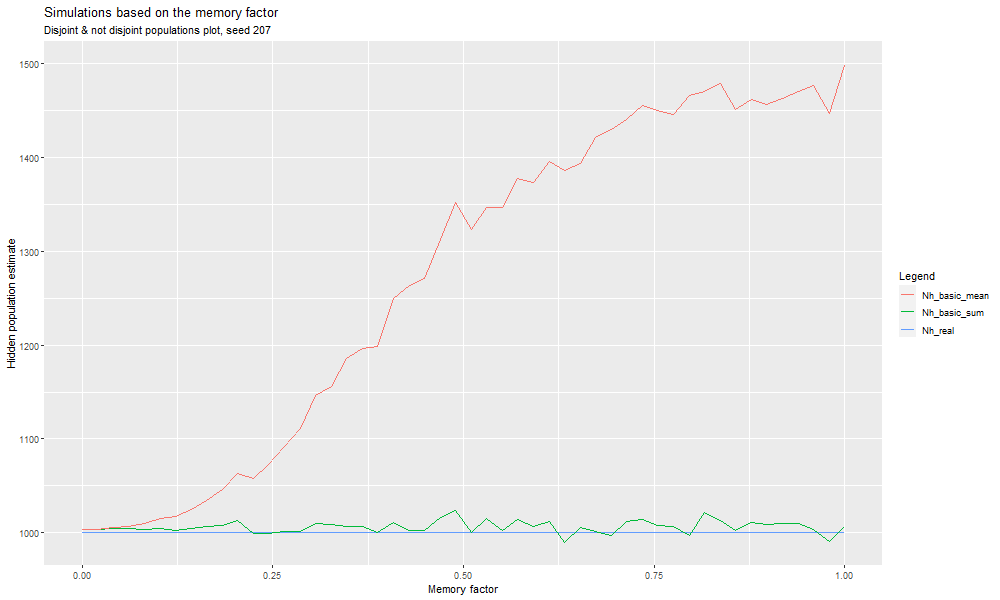 Simulations based on the memory factor
Disjoint & not disjoint populations plot, seed 207
Hidden population estimate
1500
1400
1300
1200
1100
1000
0.00
0.25
0.50
0.75
1.00
Memory factor
Legend
Nh_basic_mean
Nh_basic_sum
Nh_real